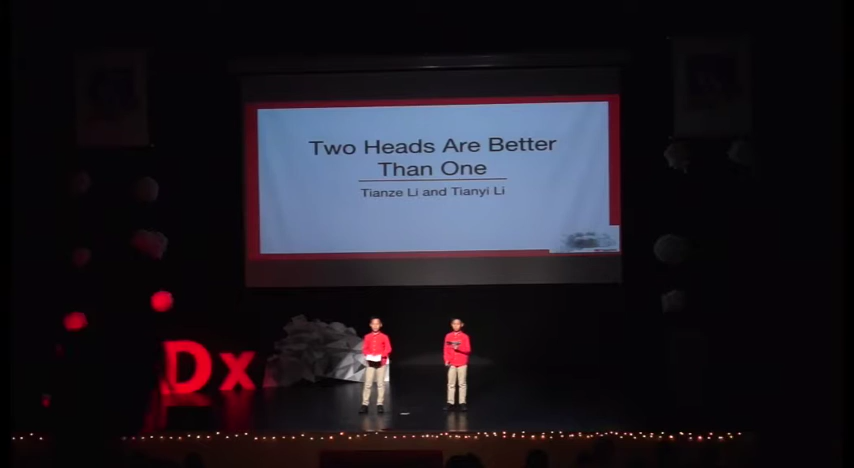 Two Heads Are Better
Than One
Tianze Li and Tianyi Li
Dx